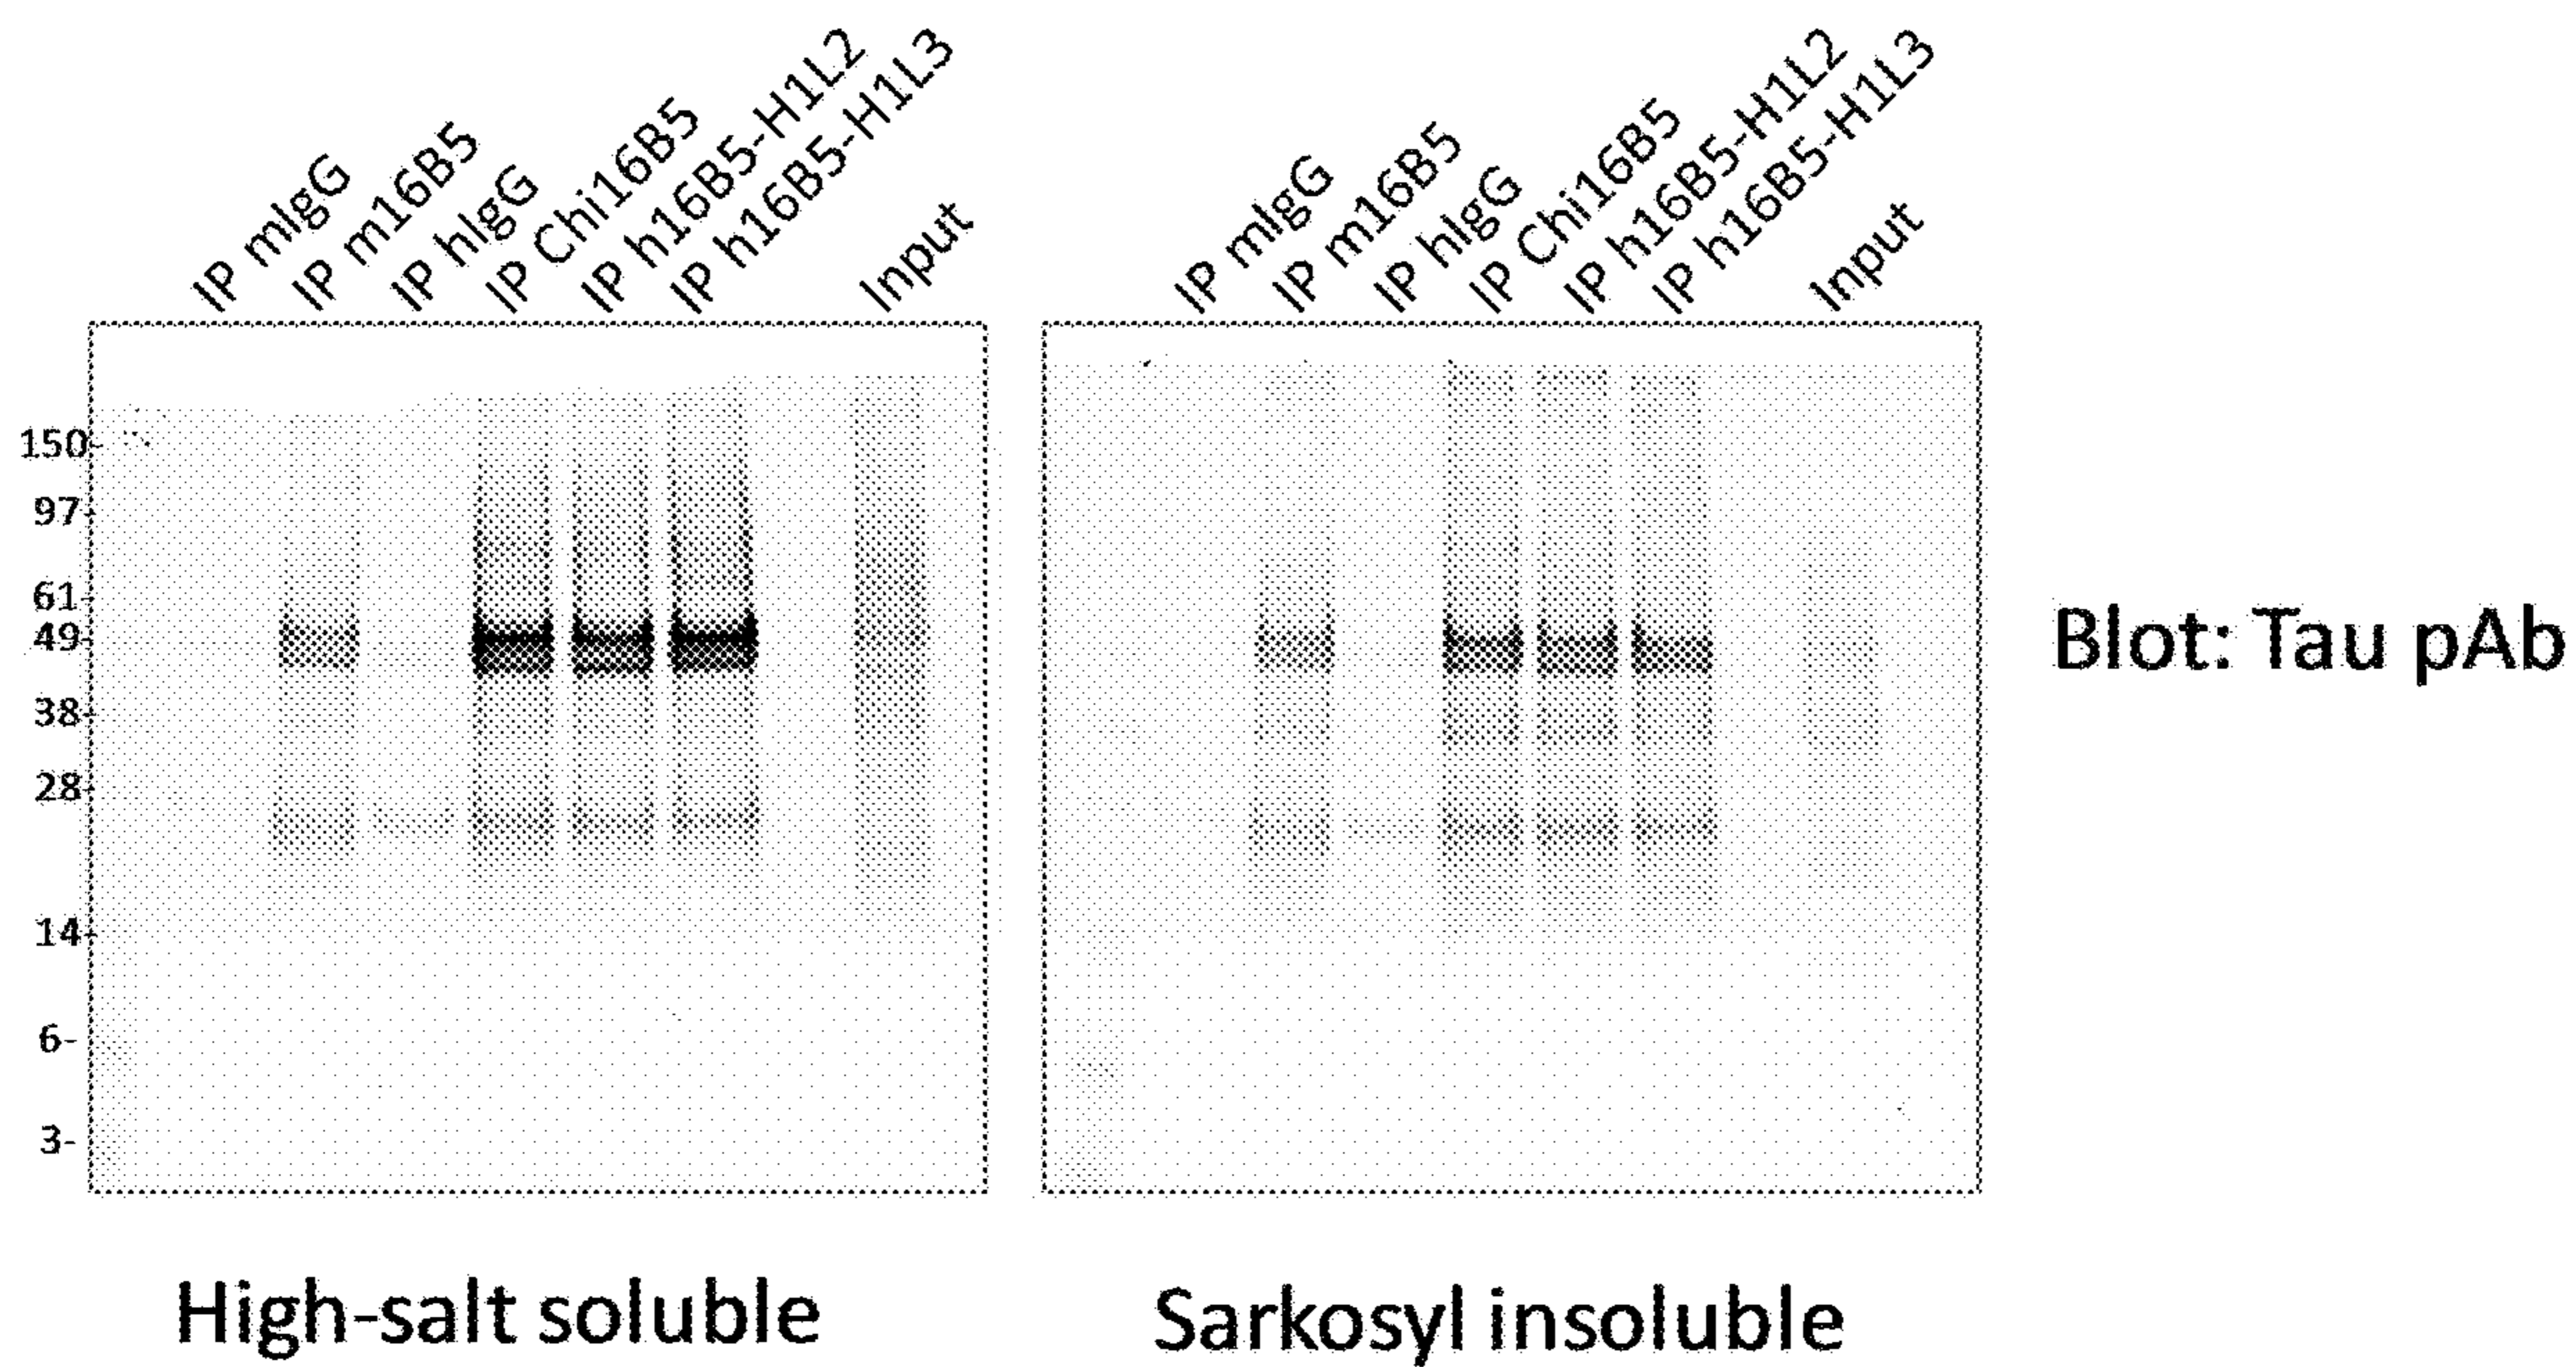 IP mIgG
IP m16B5
IP hIgG
IP Chi16B5
IP h16B5-H1L2
IP h16B5-H1L3
Input
IP mIgG
IP m16B5
IP hIgG
IP Chi16B5
IP h16B5-H1L2
IP h16B5-H1L3
Input
150-
97-
61-
49-
38-
28-
14-
6-
3-
Blot: Tau pAb
High-salt soluble
Sarkosyl insoluble